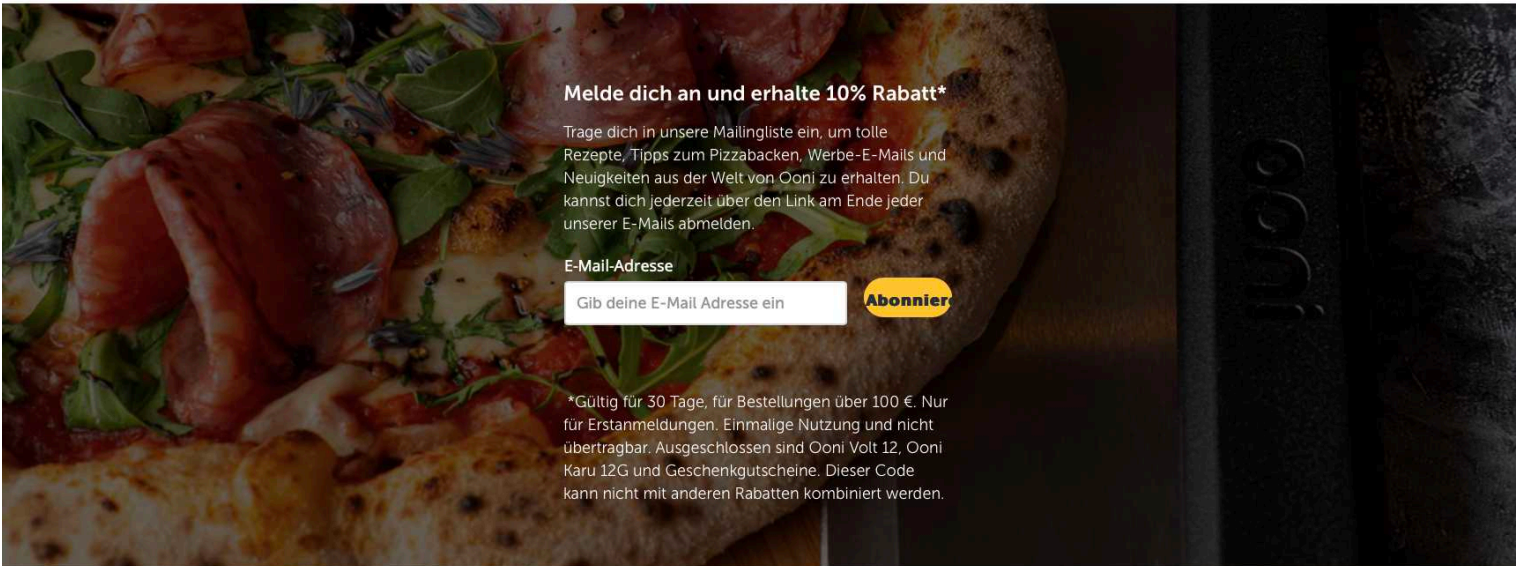 Melde dich an und erhalte 10% Rabatt*
Trage dich in unsere Mailingliste ein, um tolle
Rezepte, Tipps zum Pizzabacken, Werbe-E-Mails und
Neuigkeiten aus der Welt von Ooni zu erhalten. Du
kannst dich jederzeit über den Link am Ende jeder
unserer E-Mails abmelden.
E-Mail-Adresse
Gib deine E-Mail Adresse ein
Abonniere
*Gültig für 30 Tage, für Bestellungen über 100 €. Nur
für Erstanmeldungen. Einmalige Nutzung und nicht
übertragbar. Ausgeschlossen sind Ooni Volt 12, Ooni
Karu 12G und Geschenkgutscheine. Dieser Code
kann nicht mit anderen Rabatten kombiniert werden.
ooni